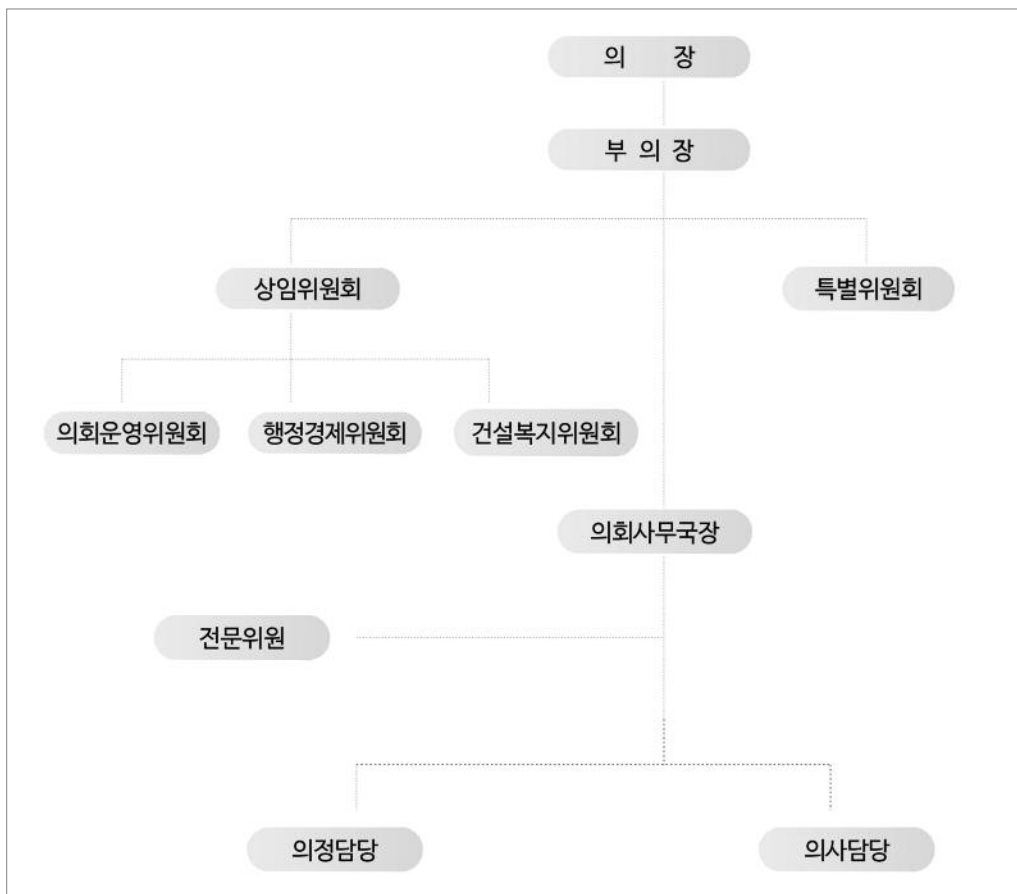 의 장
부 의 장
상임위원회
특별위원회
의회운영위원회
행정경제위원회
건설복지위원회
의회사무국장
전문위원
의정담당
의사담당